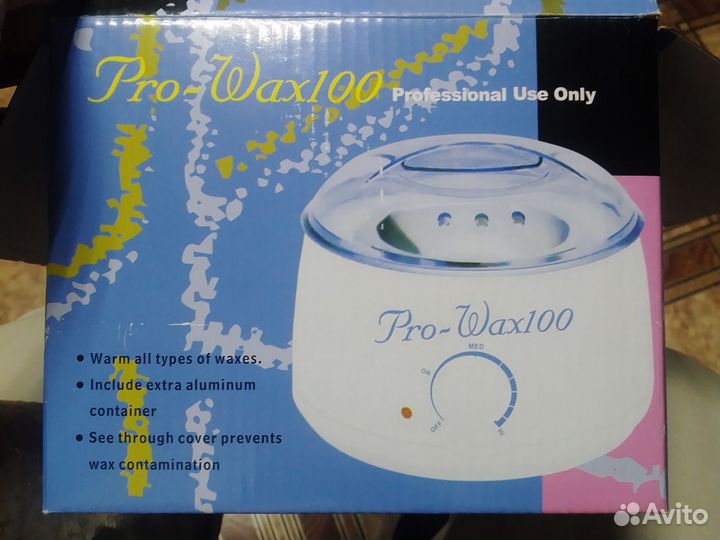 Pro-Wax100 Professional Use Only
Pro-Wax100
MED
ON
OFF
HI
• Warm all types of waxes.
• Include extra aluminum
container
• See through cover prevents
wax contamination
Avito